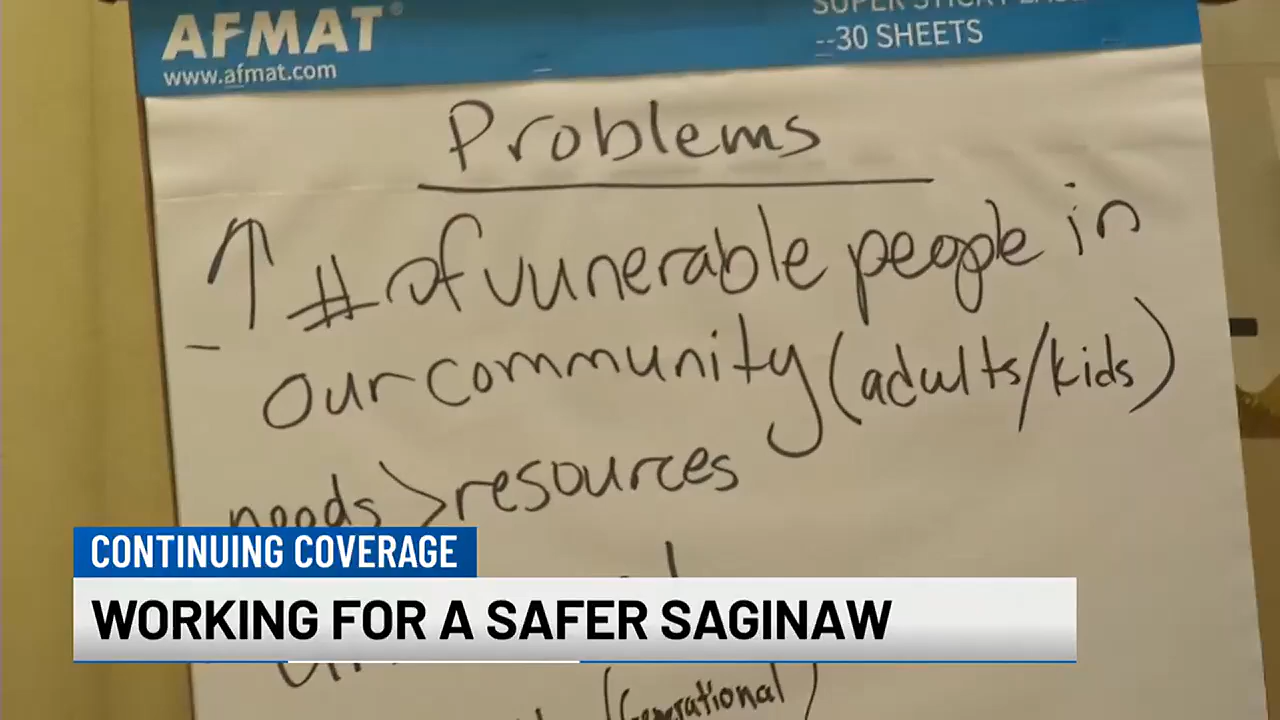 AFMAT®
www.afmat.com
--30 SHEETS
Problems
↑ # of vunerable people in
- our community (adults/kids)
needs > resources
CONTINUING COVERAGE
WORKING FOR A SAFER SAGINAW
(Generational)